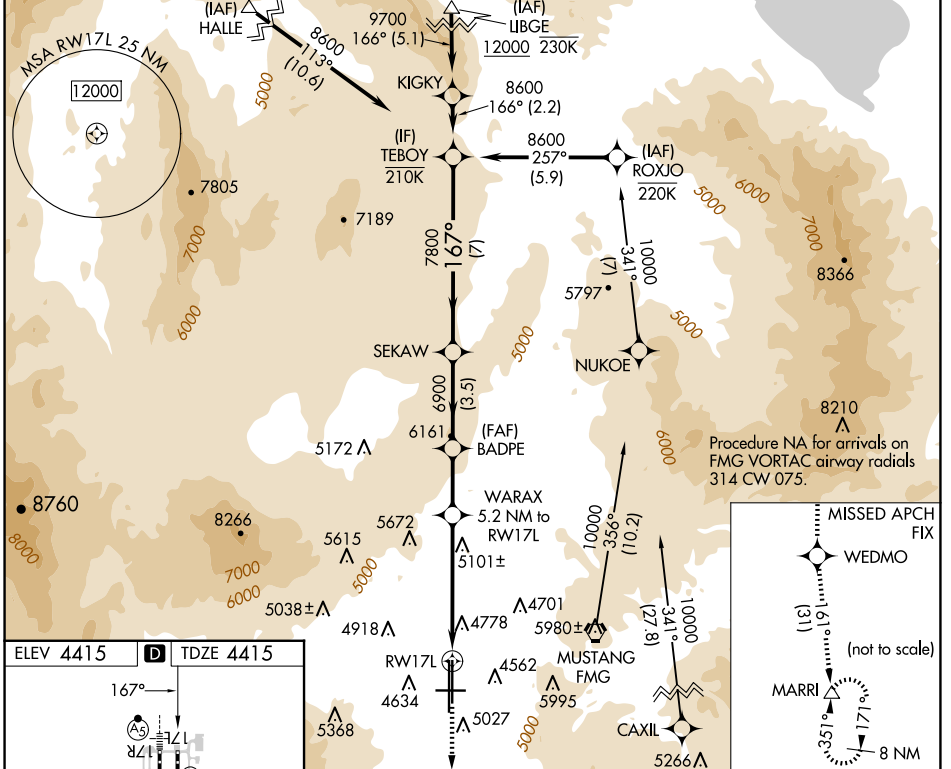 (IAF)
HALLE
8600
113°
(10.6)
9700
166° (5.1)
(IAF)
LIBGE
12000 230K
MSA RW17L 25 NM
12000
5000
KIGKY
8600
166° (2.2)
(IF)
TEBOY
210K
8600
257°
(5.9)
(IAF)
ROXJO
220K
7805
7189
7000
6000
7800
167°
(7)
10000
341°
(7)
5797
5000
6000
7000
8366
5000
5000
SEKAW
NUKOE
6900
(3.5)
6161
(FAF)
BADPE
5172
8210
6000
Procedure NA for arrivals on
FMG VORTAC airway radials
314 CW 075.
8760
8000
8266
7000
6000
5672
5615
5000
WARAX
5.2 NM to
RW17L
5101±
10000
356°
(10.2)
5038±
4918
4778
4701
5980±
MUSTANG
FMG
10000
341°
(27.8)
RW17L
4634
4562
5995
5368
5027
5000
CAXIL
5266
MISSED APCH
FIX
WEDMO
161°
(31)
(not to scale)
MARRI
351°
171°
8 NM
ELEV 4415
D
TDZE 4415
167°
A5
17R
17L